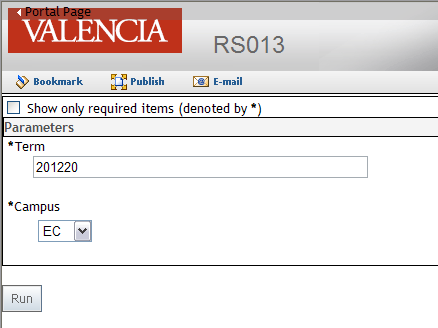 Portal Page
VALENCIA
RS013
Bookmark Publish E-mail
Show only required items (denoted by *)
Parameters
*Term
201220
*Campus
EC
Run